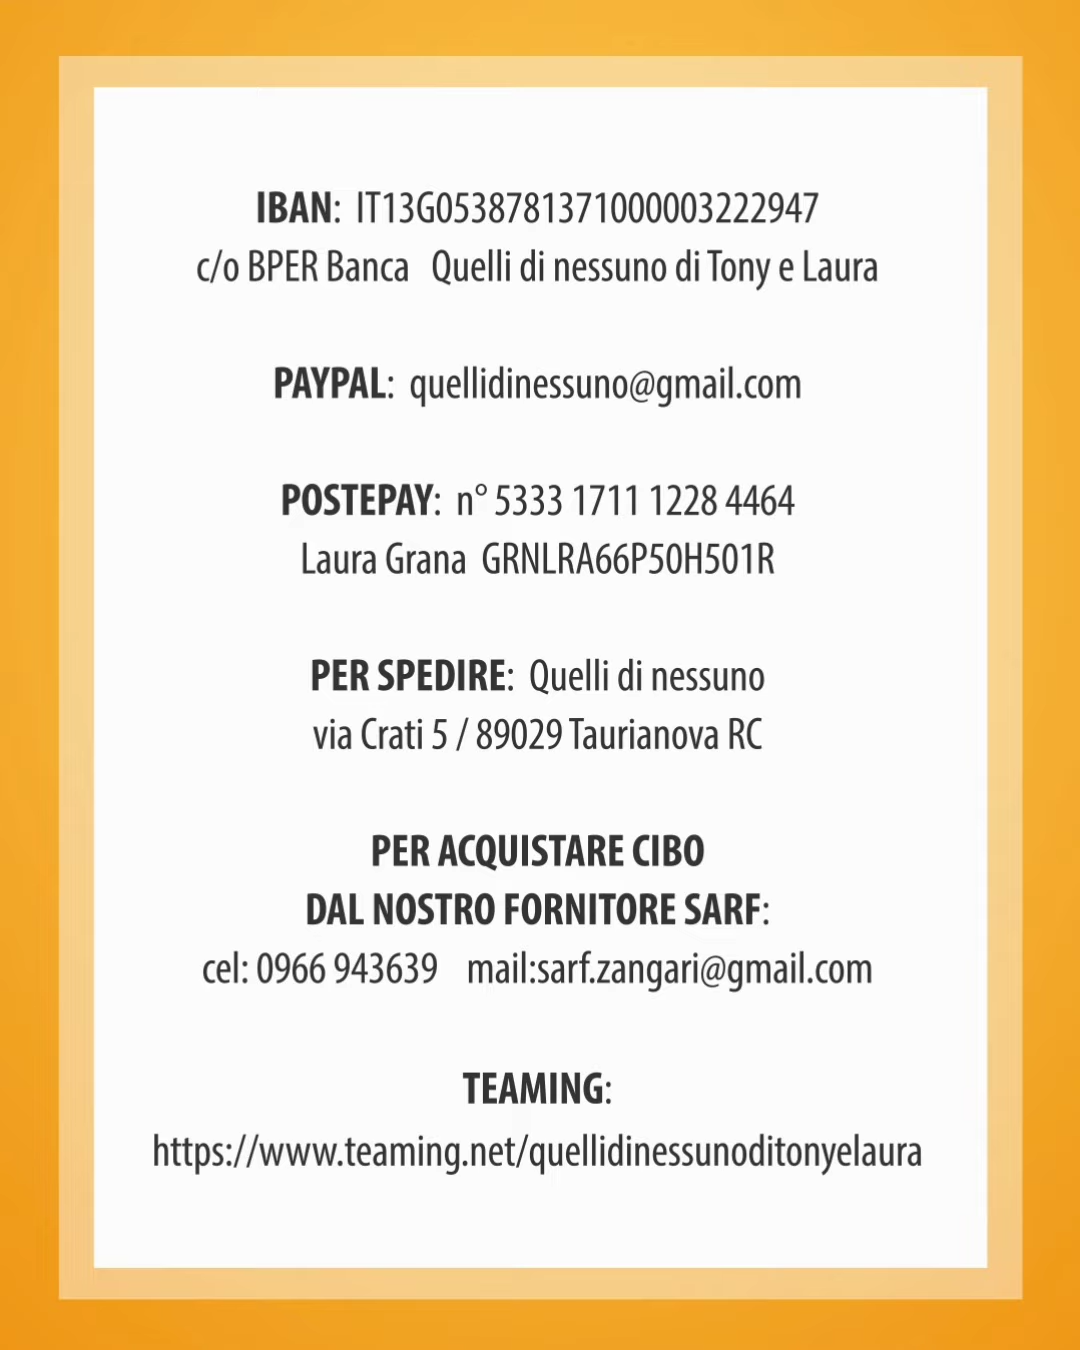 IBAN: IT13G0538781371000003222947
c/o BPER Banca Quelli di nessuno di Tony e Laura
PAYPAL: quellidinessuno@gmail.com
POSTEPAY: n° 5333 1711 1228 4464
Laura Grana GRNLRA66P50H501R
PER SPEDIRE: Quelli di nessuno
via Crati 5 / 89029 Taurianova RC
PER ACQUISTARE CIBO
DAL NOSTRO FORNITORE SARF:
cel: 0966 943639 mail:sarf.zangari@gmail.com
TEAMING:
https://www.teaming.net/quellidinessunoditonyelaura